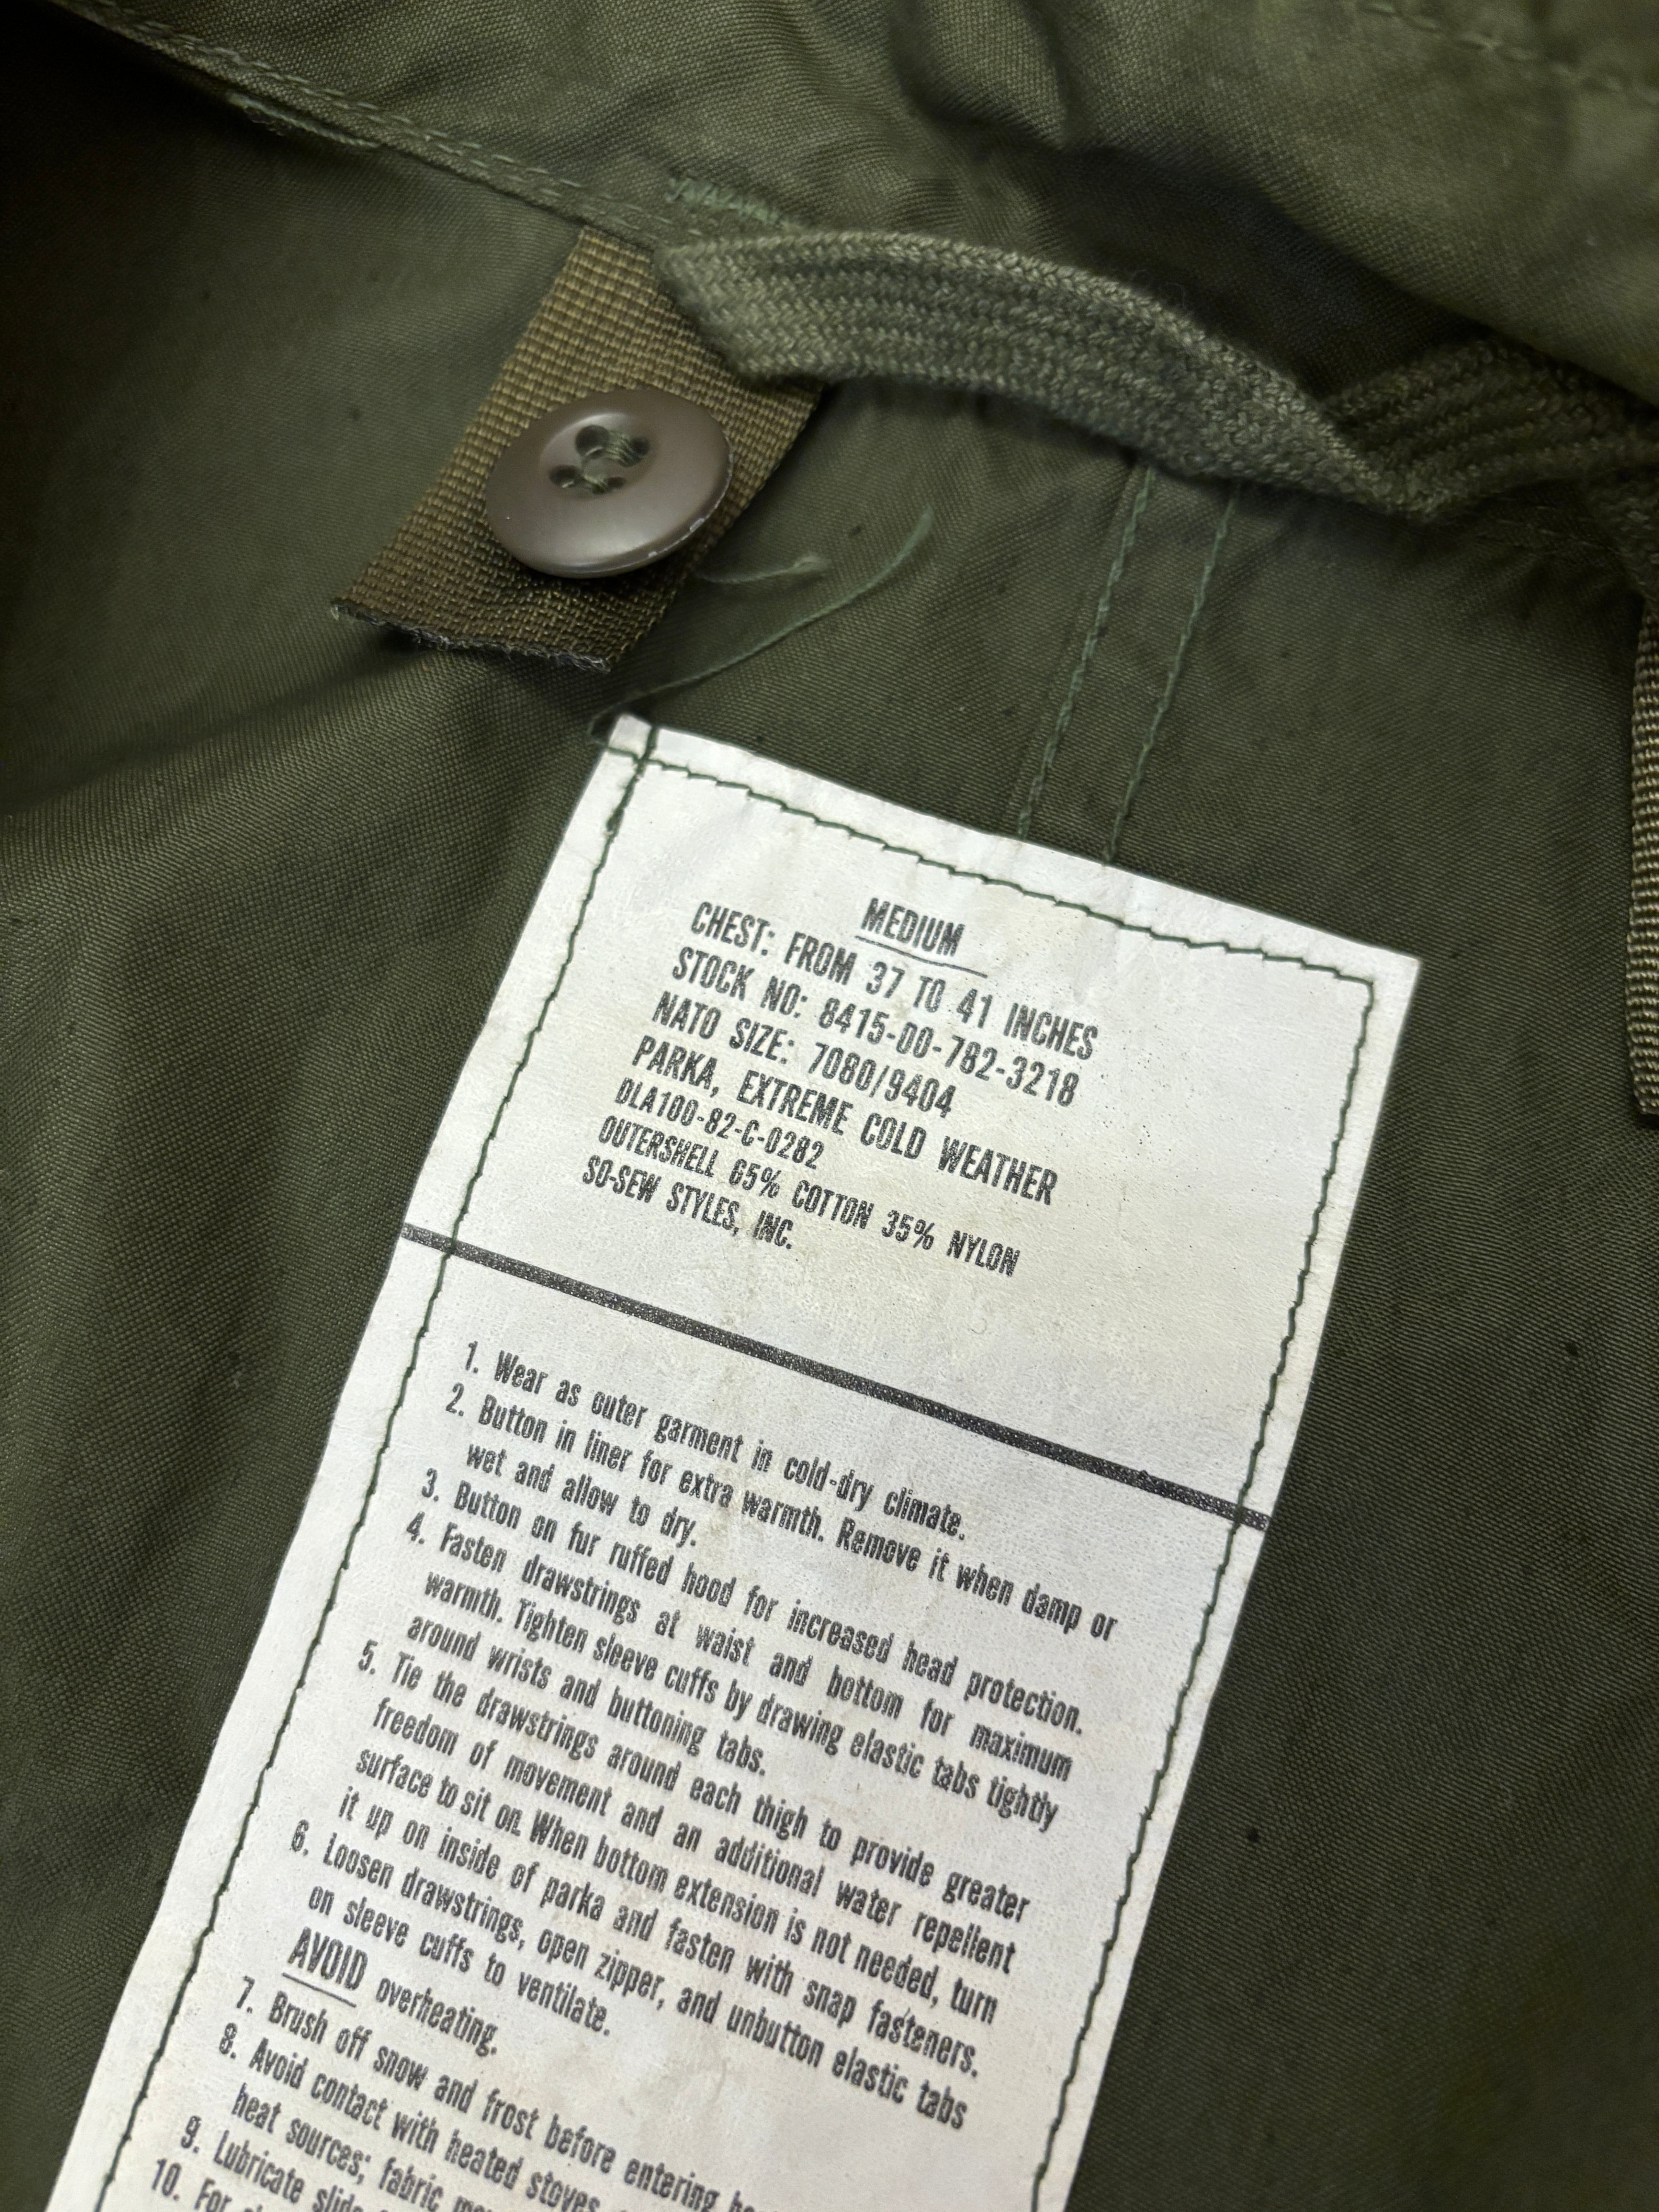 MEDIUM
CHEST: FROM 37 TO 41 INCHES
STOCK NO: 8415-00-782-3218
NATO SIZE: 7080/9404
PARKA, EXTREME COLD WEATHER
DLA100-82-C-0282
OUTERSHELL 65% COTTON 35% NYLON
SO-SEW STYLES, INC.
1. Wear as outer garment in cold-dry climate.
2. Button in liner for extra warmth. Remove it when damp or
wet and allow to dry.
3. Button on fur ruffed hood for increased head protection.
4. Fasten drawstrings at waist and bottom for maximum
warmth. Tighten sleeve cuffs by drawing elastic tabs tightly
around wrists and buttoning tabs.
5. Tie the drawstrings around each thigh to provide greater
freedom of movement and an additional water repellent
surface to sit on. When bottom extension is not needed, turn
it up on inside of parka and fasten with snap fasteners.
6. Loosen drawstrings, open zipper, and unbutton elastic tabs
on sleeve cuffs to ventilate.
AVOID overheating.
7. Brush off snow and frost before entering
8. Avoid contact with heated stoves
heat sources; fabric
9. Lubricate
10. For